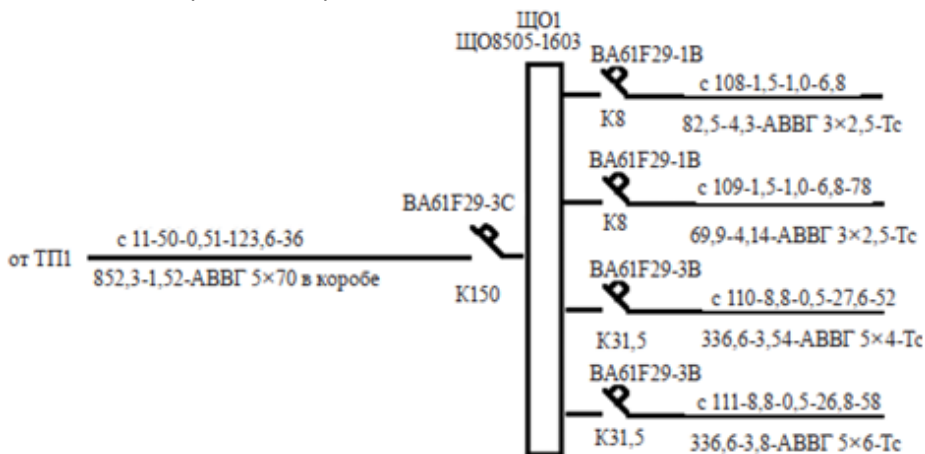 ЩО1
ЩО8505-1603
ВА61F29-1В
с 108-1,5-1,0-6,8
К8
82,5-4,3-АВВГ 3×2,5-Тс
ВА61F29-1В
с 109-1,5-1,0-6,8-78
К8
69,9-4,14-АВВГ 3×2,5-Тс
ВА61F29-3С
от ТП1
с 11-50-0,51-123,6-36
852,3-1,52-АВВГ 5×70 в коробе
К150
ВА61F29-3В
с 110-8,8-0,5-27,6-52
К31,5
336,6-3,54-АВВГ 5×4-Тс
ВА61F29-3В
с 111-8,8-0,5-26,8-58
К31,5
336,6-3,8-АВВГ 5×6-Тс